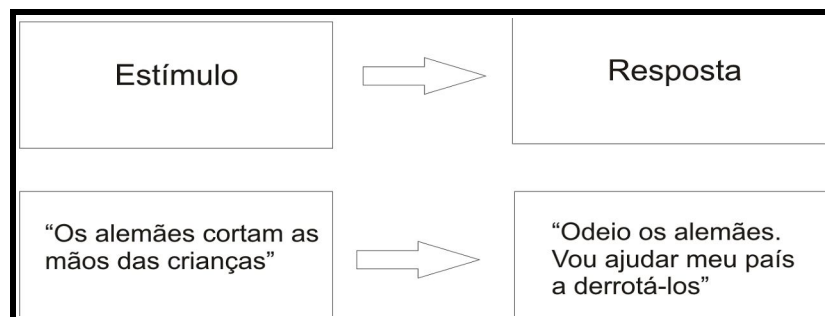 Estímulo
Resposta
“Os alemães cortam as
mãos das crianças”
“Odeio os alemães.
Vou ajudar meu país
a derrotá-los”